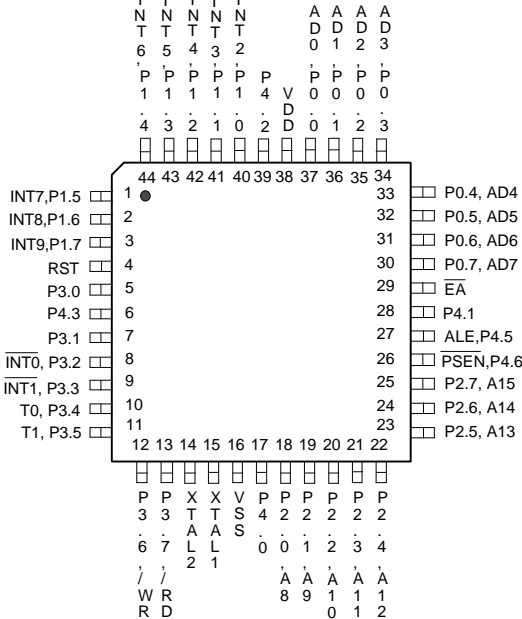 NT6,P1.4
NT5,P1.3
NT4,P1.2
NT3,P1.1
NT2,P1.0
P4.2
VDD
AD0,P0.0
AD1,P0.1
AD2,P0.2
AD3,P0.3
44 43 42 41 40 39 38 37 36 35 34
INT7,P1.5 1
INT8,P1.6 2
INT9,P1.7 3
RST 4
P3.0 5
P4.3 6
P3.1 7
INT0, P3.2 8
INT1, P3.3 9
T0, P3.4 10
T1, P3.5 11
33 P0.4, AD4
32 P0.5, AD5
31 P0.6, AD6
30 P0.7, AD7
29 EA
28 P4.1
27 ALE,P4.5
26 PSEN,P4.6
25 P2.7, A15
24 P2.6, A14
23 P2.5, A13
12 13 14 15 16 17 18 19 20 21 22
P3.6,/WR
P3.7,/RD
XTAL2
XTAL1
VSS
P4.0
P2.0,A8
P2.1,A9
P2.2,A10
P2.3,A11
P2.4,A12